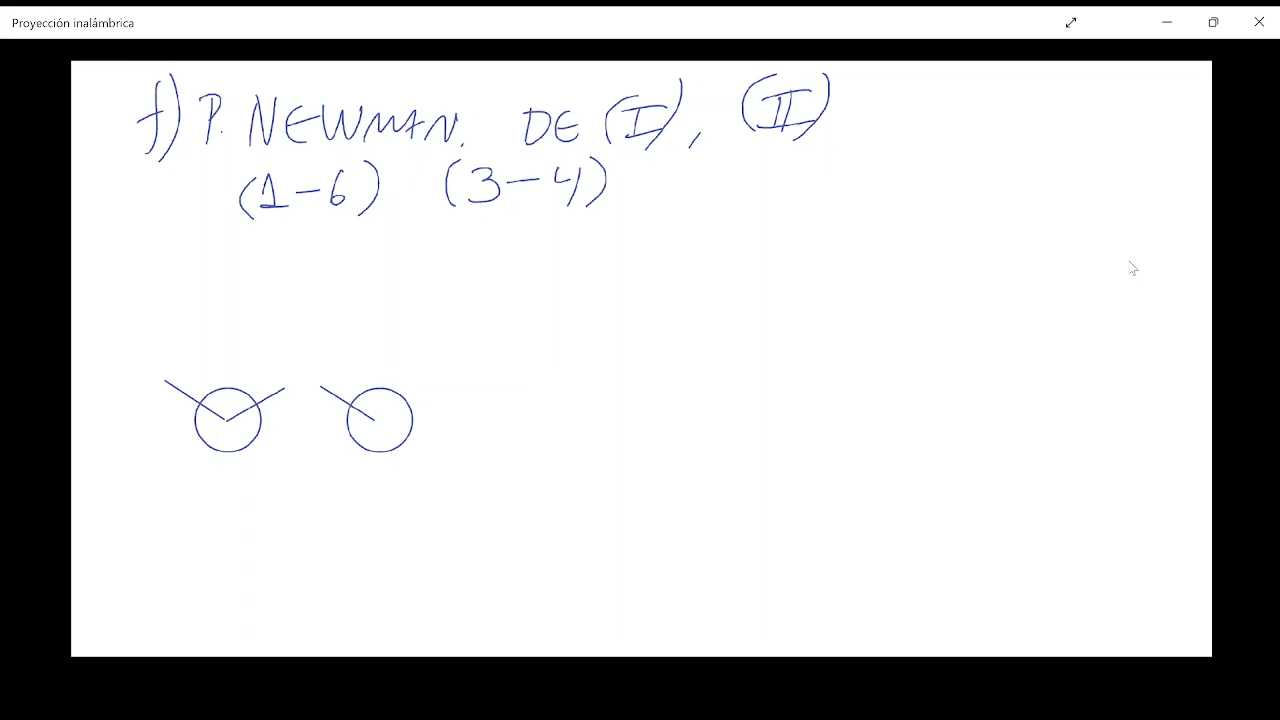 Proyección inalámbrica
f) P. NEWMAN. DE (I), (II)
(1-6) (3-4)